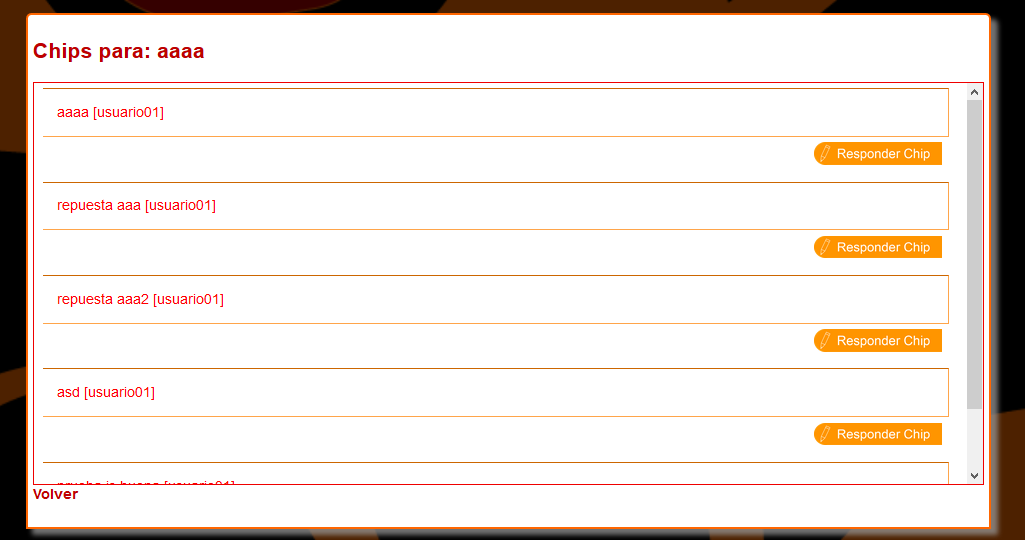 Chips para: aaaa
aaaa [usuario01]
Responder Chip
repuesta aaa [usuario01]
Responder Chip
repuesta aaa2 [usuario01]
Responder Chip
asd [usuario01]
Responder Chip
[usuario01]
Volver